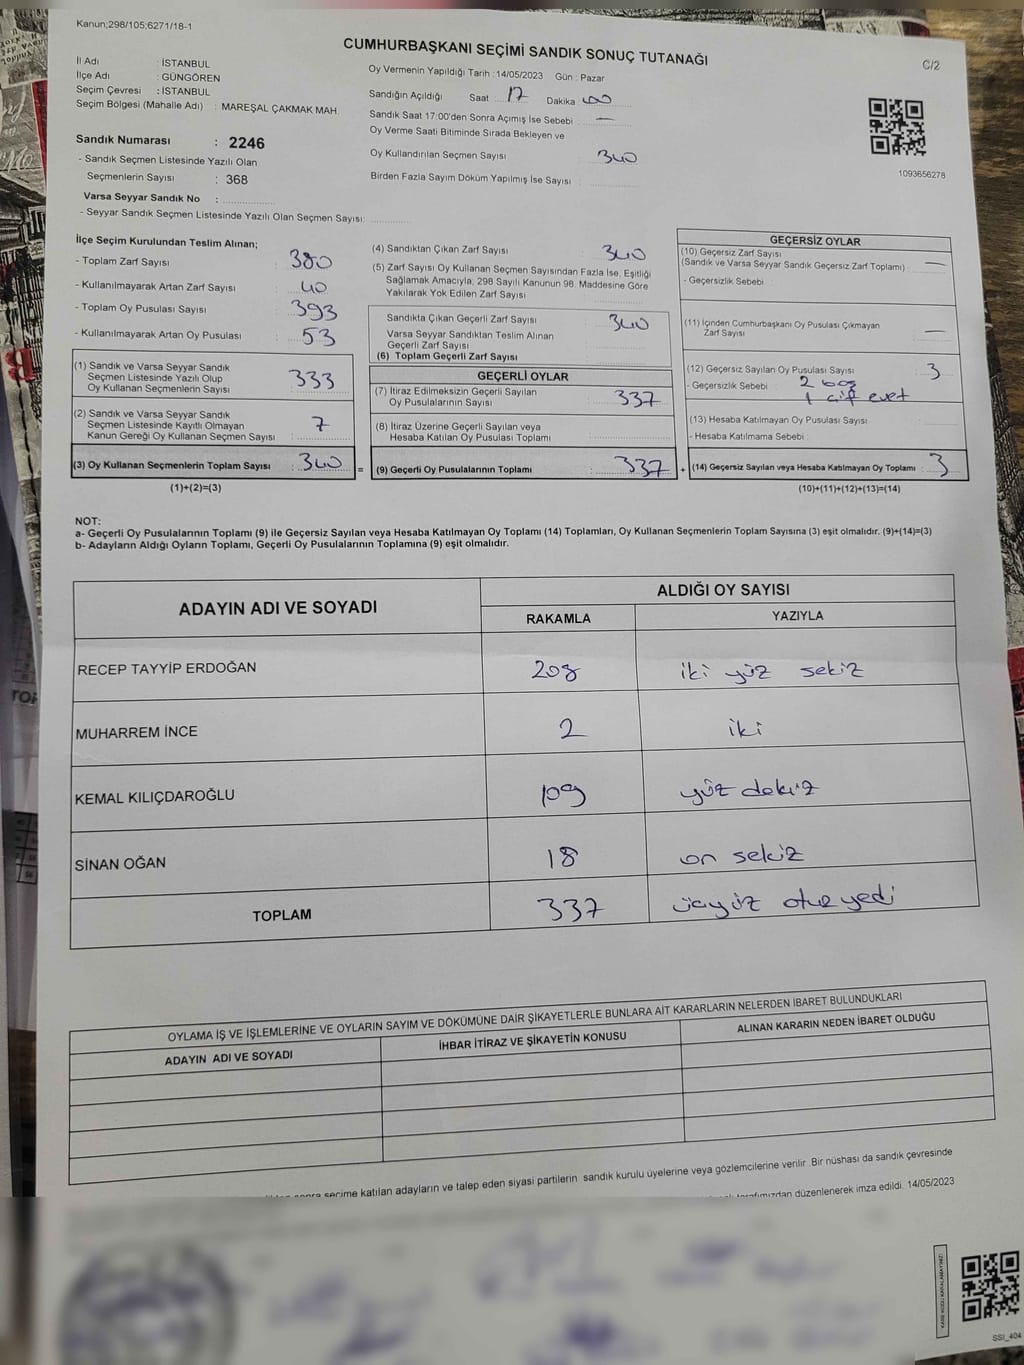 Kanun;298/105;6271/18-1
CUMHURBAŞKANI SEÇİMİ SANDIK SONUÇ TUTANAĞI
C/2
İl Adı : İSTANBUL
İlçe Adı : GÜNGÖREN
Seçim Çevresi : İSTANBUL
Seçim Bölgesi (Mahalle Adı) : MAREŞAL ÇAKMAK MAH.
Sandık Numarası : 2246
- Sandık Seçmen Listesinde Yazılı Olan
Seçmenlerin Sayısı : 368
Varsa Seyyar Sandık No :
- Seyyar Sandık Seçmen Listesinde Yazılı Olan Seçmen Sayısı:
Oy Vermenin Yapıldığı Tarih :14/05/2023 Gün : Pazar
Sandığın Açıldığı Saat 17 Dakika 00
Sandık Saat 17:00'den Sonra Açımış İse Sebebi —
Oy Verme Saati Bitiminde Sırada Bekleyen ve
Oy Kullandırılan Seçmen Sayısı 340
Birden Fazla Sayım Döküm Yapılmış İse Sayısı
1093656278
İlçe Seçim Kurulundan Teslim Alınan;
- Toplam Zarf Sayısı 380
- Kullanılmayarak Artan Zarf Sayısı 40
- Toplam Oy Pusulası Sayısı 393
- Kullanılmayarak Artan Oy Pusulası 53
(1) Sandık ve Varsa Seyyar Sandık
Seçmen Listesinde Yazılı Olup
Oy Kullanan Seçmenlerin Sayısı 333
(2) Sandık ve Varsa Seyyar Sandık
Seçmen Listesinde Kayıtlı Olmayan
Kanun Gereği Oy Kullanan Seçmen Sayısı 7
(3) Oy Kullanan Seçmenlerin Toplam Sayısı : 340 =
(1)+(2)=(3)
(4) Sandıktan Çıkan Zarf Sayısı 340
(5) Zarf Sayısı Oy Kullanan Seçmen Sayısından Fazla İse, Eşitliği
Sağlamak Amacıyla; 298 Sayılı Kanunun 98. Maddesine Göre
Yakılarak Yok Edilen Zarf Sayısı
Sandıkta Çıkan Geçerli Zarf Sayısı 340
Varsa Seyyar Sandıktan Teslim Alınan
Geçerli Zarf Sayısı
(6) Toplam Geçerli Zarf Sayısı
GEÇERLİ OYLAR
(7) İtiraz Edilmeksizin Geçerli Sayılan
Oy Pusulalarının Sayısı 337
(8) İtiraz Üzerine Geçerli Sayılan veya
Hesaba Katılan Oy Pusulası Toplamı
(9) Geçerli Oy Pusulalarının Toplamı : 337 +
GEÇERSİZ OYLAR
(10) Geçersiz Zarf Sayısı
(Sandık ve Varsa Seyyar Sandık Geçersiz Zarf Toplamı) —
- Geçersizlik Sebebi :
(11) İçinden Cumhurbaşkanı Oy Pusulası Çıkmayan
Zarf Sayısı —
(12) Geçersiz Sayılan Oy Pusulası Sayısı 3
- Geçersizlik Sebebi : 2 boş
1 çif evet
(13) Hesaba Katılmayan Oy Pusulası Sayısı
- Hesaba Katılmama Sebebi :
(14) Geçersiz Sayılan veya Hesaba Katılmayan Oy Toplamı : 3
(10)+(11)+(12)+(13)=(14)
NOT:
a- Geçerli Oy Pusulalarının Toplamı (9) ile Geçersiz Sayılan veya Hesaba Katılmayan Oy Toplamı (14) Toplamları, Oy Kullanan Seçmenlerin Toplam Sayısına (3) eşit olmalıdır. (9)+(14)=(3)
b- Adayların Aldığı Oyların Toplamı, Geçerli Oy Pusulalarının Toplamına (9) eşit olmalıdır.
ADAYIN ADI VE SOYADI
ALDIĞI OY SAYISI
RAKAMLA YAZIYLA
RECEP TAYYİP ERDOĞAN 208 iki yüz sekiz
MUHARREM İNCE 2 iki
KEMAL KILIÇDAROĞLU 109 yüz dokuz
SİNAN OĞAN 18 on sekiz
TOPLAM 337 üçyüz otuzyedi
OYLAMA İŞ VE İŞLEMLERİNE VE OYLARIN SAYIM VE DÖKÜMÜNE DAİR ŞİKAYETLERLE BUNLARA AİT KARARLARIN NELERDEN İBARET BULUNDUKLARI
ADAYIN ADI VE SOYADI
İHBAR İTİRAZ VE ŞİKAYETİN KONUSU
ALINAN KARARIN NEDEN İBARET OLDUĞU
sonra seçime katılan adayların ve talep eden siyasi partilerin sandık kurulu üyelerine veya gözlemcilerine verilir. Bir nüshası da sandık çevresinde
tarafımızdan düzenlenerek imza edildi. 14/05/2023
SSI_404